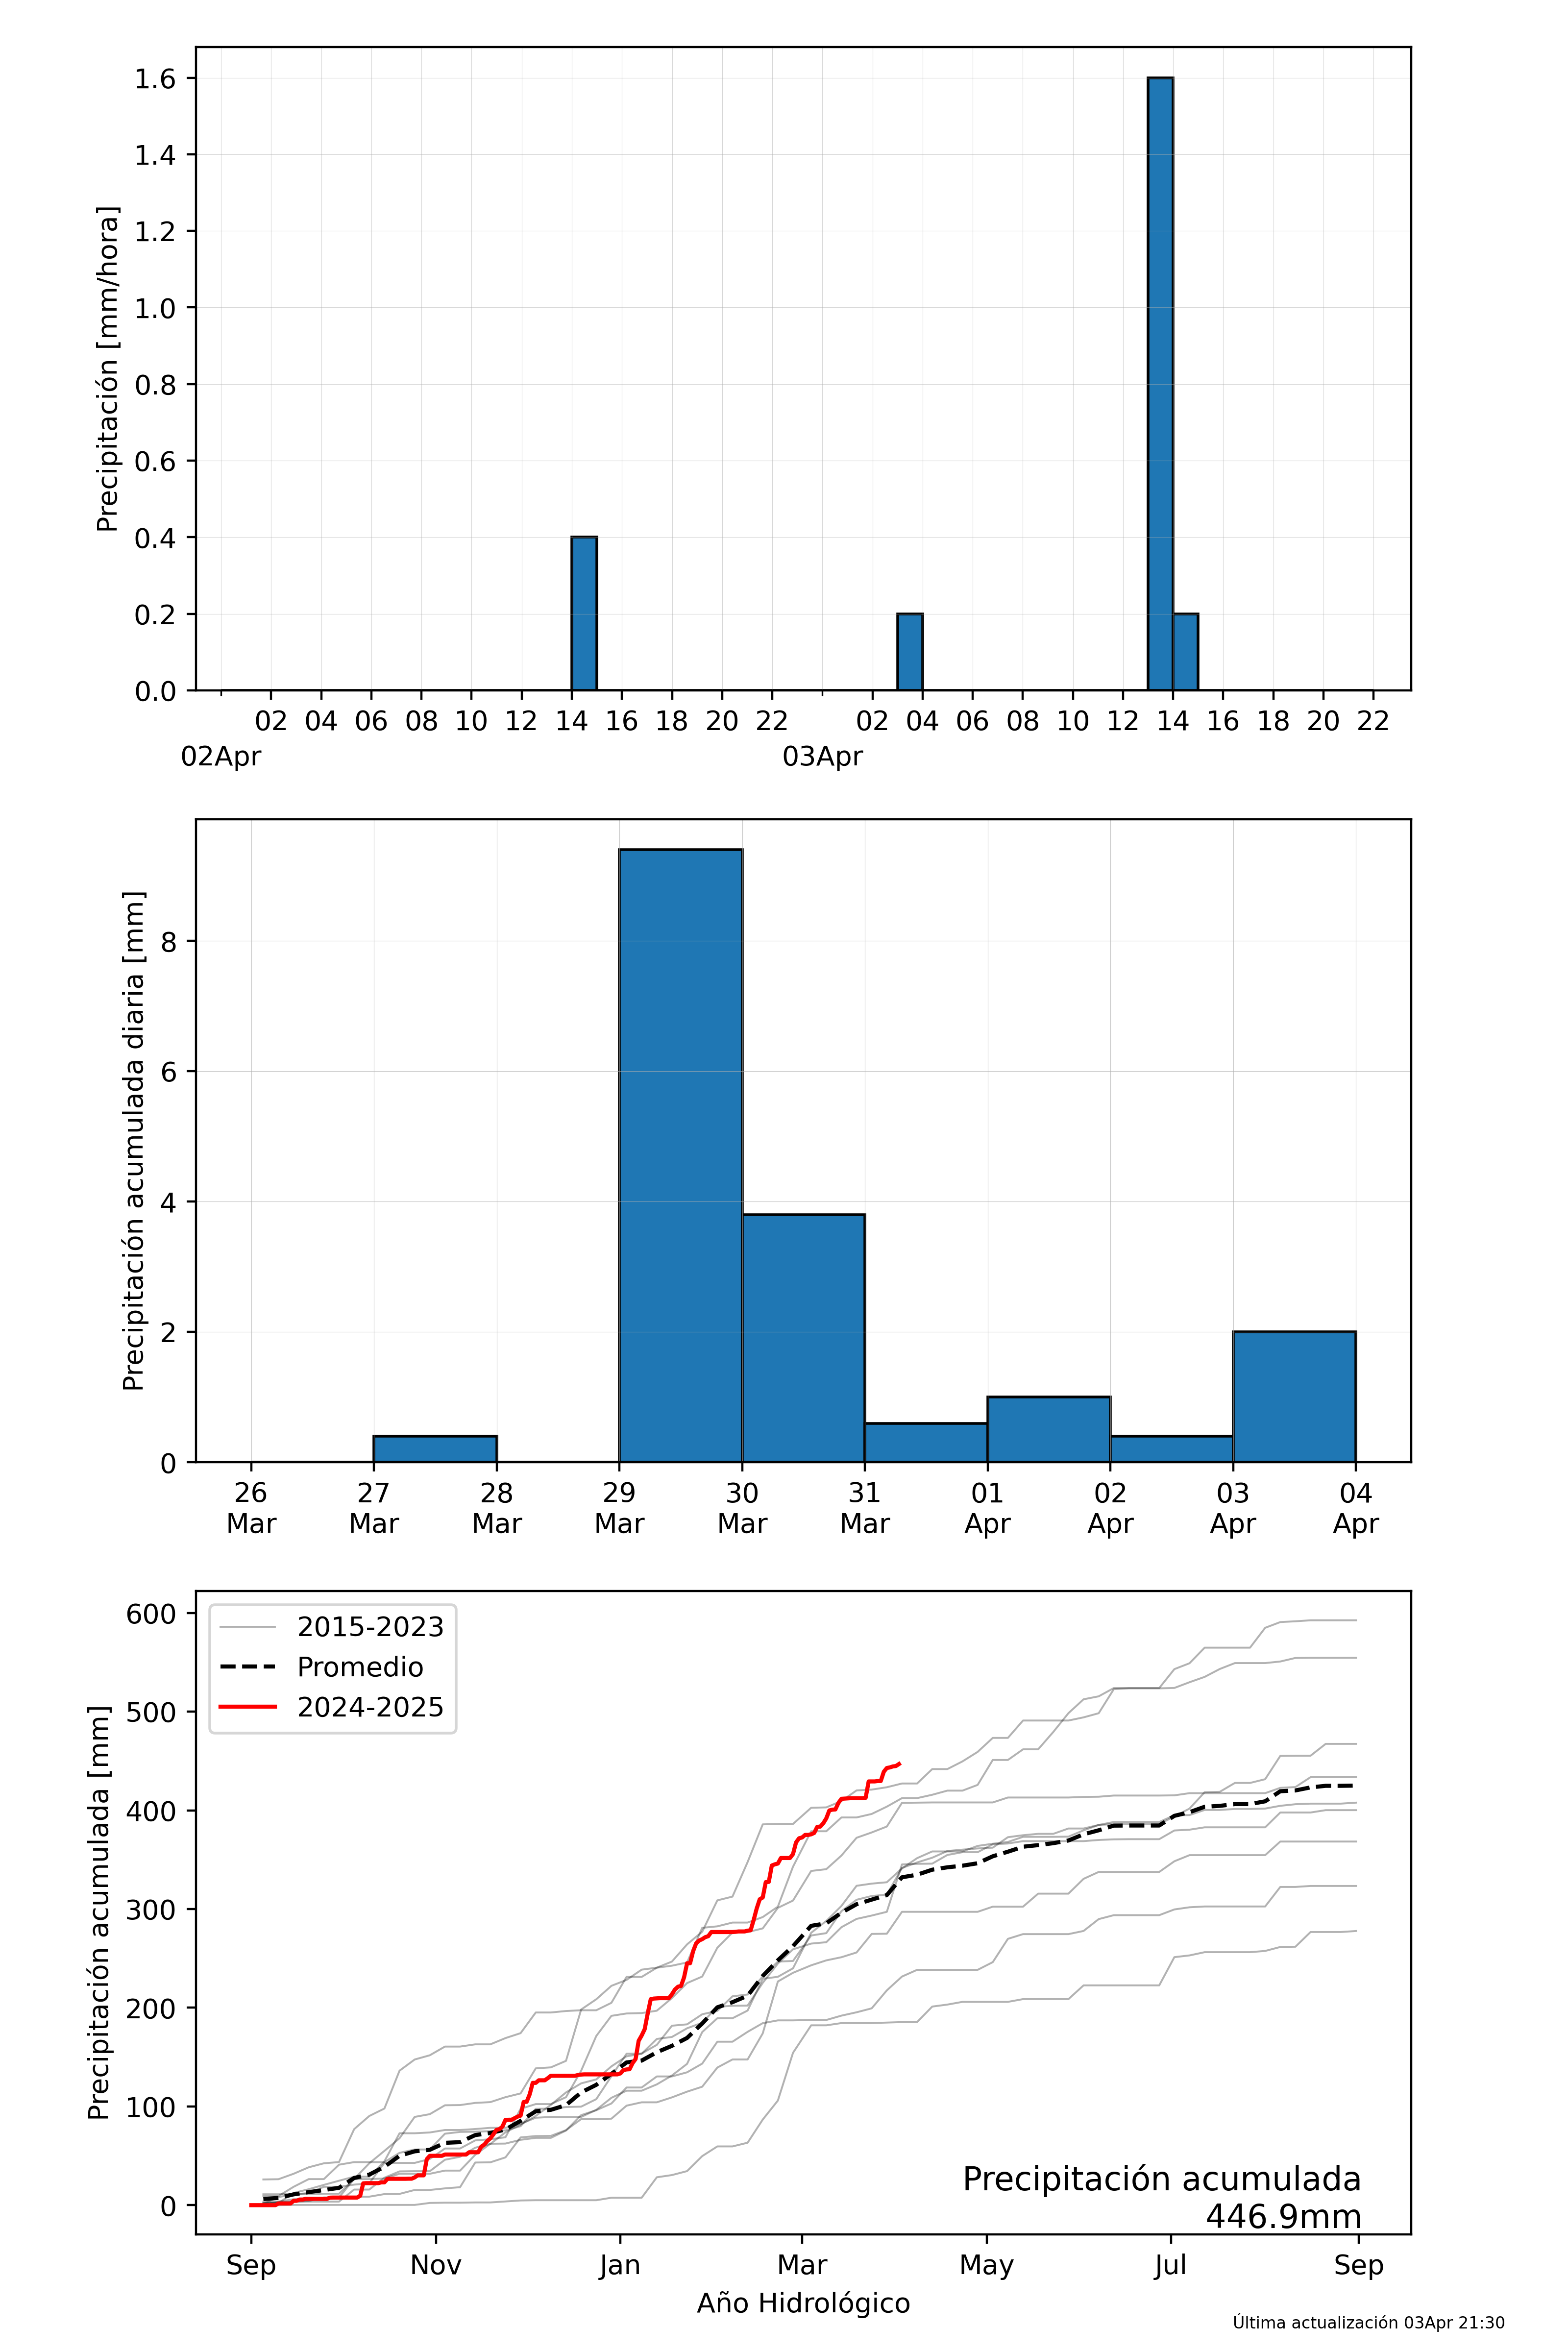 Precipitación [mm/hora]
1.6
1.4
1.2
1.0
0.8
0.6
0.4
0.2
0.0
02 04 06 08 10 12 14 16 18 20 22 02 04 06 08 10 12 14 16 18 20 22
02Apr 03Apr
Precipitación acumulada diaria [mm]
8
6
4
2
0
26 27 28 29 30 31 01 02 03 04
Mar Mar Mar Mar Mar Mar Apr Apr Apr Apr
Precipitación acumulada [mm]
600
500
400
300
200
100
0
2015-2023
Promedio
2024-2025
Precipitación acumulada
446.9mm
Sep Nov Jan Mar May Jul Sep
Año Hidrológico
Última actualización 03Apr 21:30